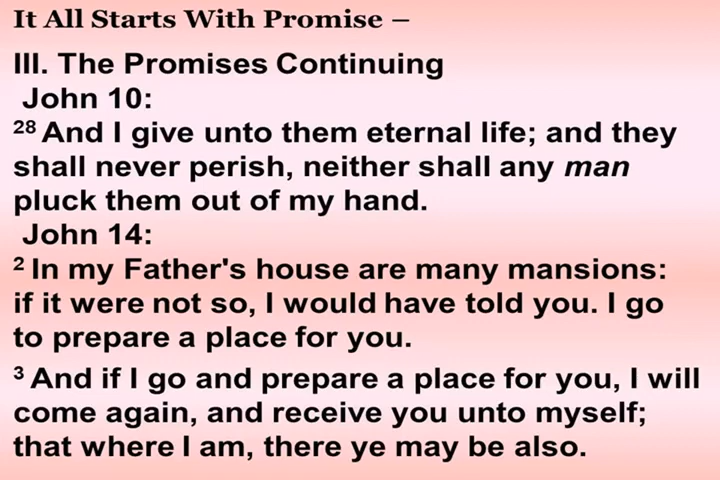 It All Starts With Promise –
III. The Promises Continuing
John 10:
28 And I give unto them eternal life; and they
shall never perish, neither shall any man
pluck them out of my hand.
John 14:
2 In my Father's house are many mansions:
if it were not so, I would have told you. I go
to prepare a place for you.
3 And if I go and prepare a place for you, I will
come again, and receive you unto myself;
that where I am, there ye may be also.